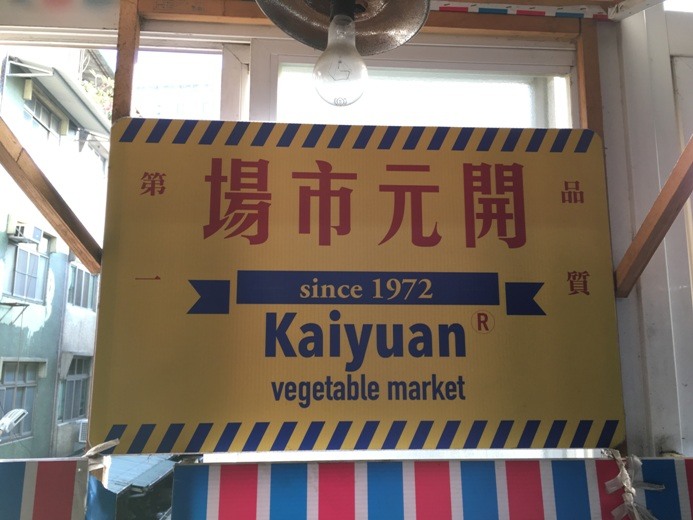 開元市場
品質
第一
since 1972
Kaiyuan®
vegetable market